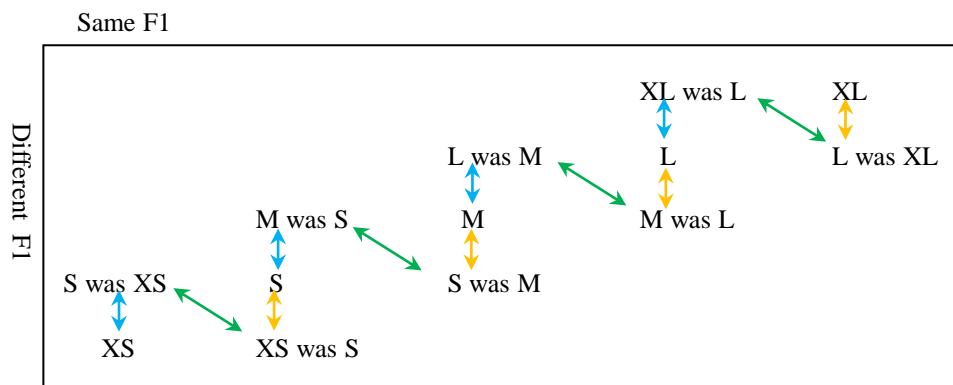 Same F1
Different F1
XL was L
XL
L was M
L
L was XL
M was S
M
M was L
S was XS
S
S was M
XS
XS was S